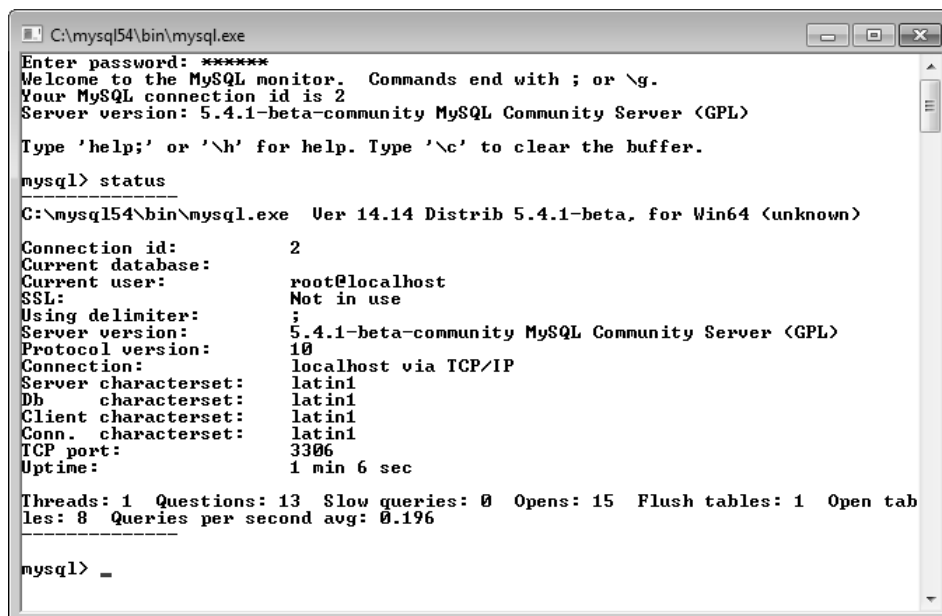 C:\mysql54\bin\mysql.exe
Enter password: ******
Welcome to the MySQL monitor.  Commands end with ; or \g.
Your MySQL connection id is 2
Server version: 5.4.1-beta-community MySQL Community Server (GPL)
Type 'help;' or '\h' for help. Type '\c' to clear the buffer.
mysql> status
--------------
C:\mysql54\bin\mysql.exe  Ver 14.14 Distrib 5.4.1-beta, for Win64 (unknown)
Connection id:          2
Current database:
Current user:           root@localhost
SSL:                    Not in use
Using delimiter:        ;
Server version:         5.4.1-beta-community MySQL Community Server (GPL)
Protocol version:       10
Connection:             localhost via TCP/IP
Server characterset:    latin1
Db     characterset:    latin1
Client characterset:    latin1
Conn.  characterset:    latin1
TCP port:               3306
Uptime:                 1 min 6 sec
Threads: 1  Questions: 13  Slow queries: 0  Opens: 15  Flush tables: 1  Open tab
les: 8  Queries per second avg: 0.196
--------------
mysql> _